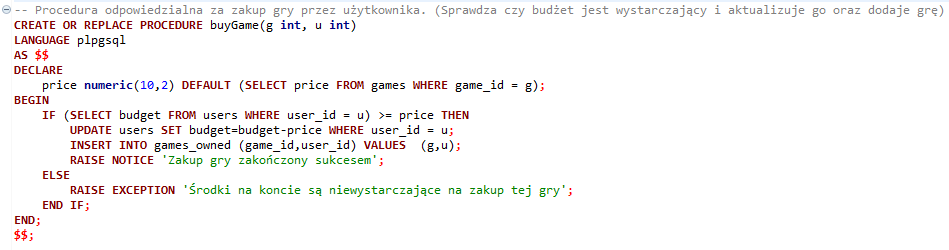 -- Procedura odpowiedzialna za zakup gry przez użytkownika. (Sprawdza czy budżet jest wystarczający i aktualizuje go oraz dodaje grę)
CREATE OR REPLACE PROCEDURE buyGame(g int, u int)
LANGUAGE plpgsql
AS $$
DECLARE
    price numeric(10,2) DEFAULT (SELECT price FROM games WHERE game_id = g);
BEGIN
    IF (SELECT budget FROM users WHERE user_id = u) >= price THEN
        UPDATE users SET budget=budget-price WHERE user_id = u;
        INSERT INTO games_owned (game_id,user_id) VALUES  (g,u);
        RAISE NOTICE 'Zakup gry zakończony sukcesem';
    ELSE
        RAISE EXCEPTION 'Środki na koncie są niewystarczające na zakup tej gry';
    END IF;
END;
$$;